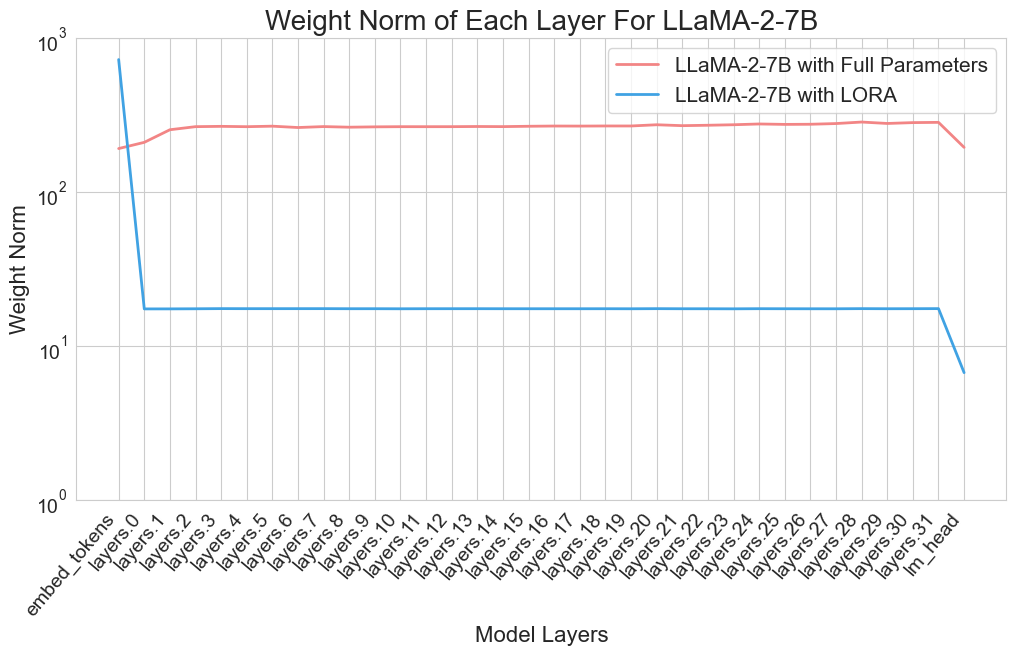 Weight Norm of Each Layer For LLaMA-2-7B
LLaMA-2-7B with Full Parameters
LLaMA-2-7B with LORA
Weight Norm
10^3
10^2
10^1
10^0
embed_tokens
layers.0
layers.1
layers.2
layers.3
layers.4
layers.5
layers.6
layers.7
layers.8
layers.9
layers.10
layers.11
layers.12
layers.13
layers.14
layers.15
layers.16
layers.17
layers.18
layers.19
layers.20
layers.21
layers.22
layers.23
layers.24
layers.25
layers.26
layers.27
layers.28
layers.29
layers.30
layers.31
lm_head
Model Layers